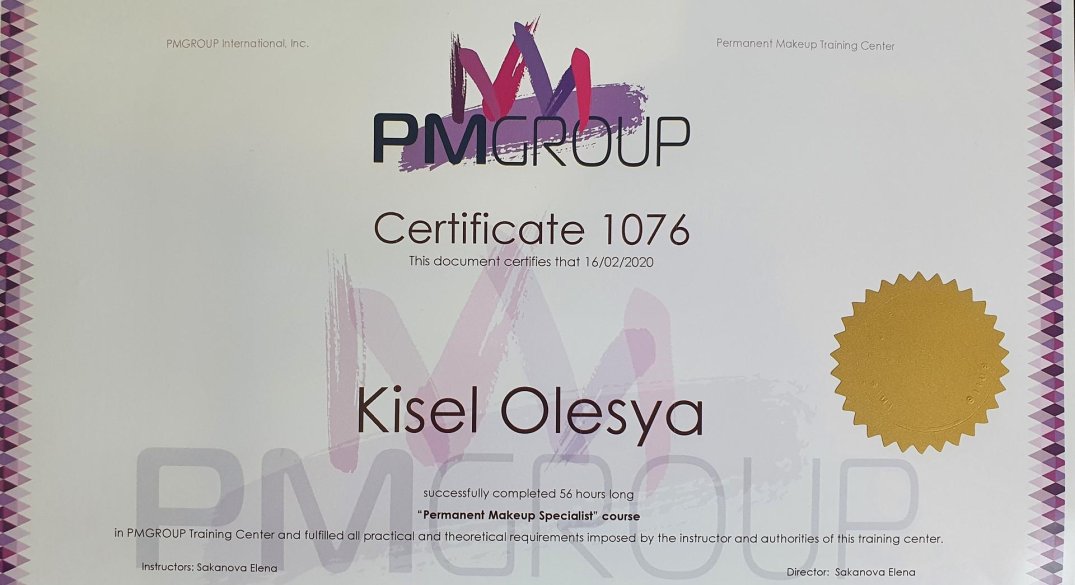 PMGROUP International, Inc.
Permanent Makeup Training Center
PMGROUP
Certificate 1076
This document certifies that 16/02/2020
Kisel Olesya
PMGROUP
successfully completed 56 hours long
"Permanent Makeup Specialist" course
in PMGROUP Training Center and fulfilled all practical and theoretical requirements imposed by the instructor and authorities of this training center.
Instructors: Sakanova Elena
Director: Sakanova Elena